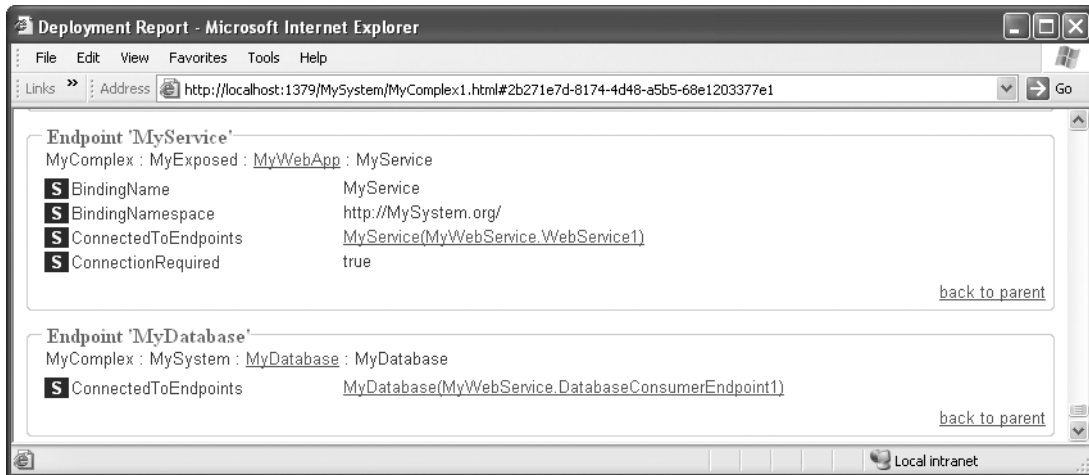 Deployment Report - Microsoft Internet Explorer
File Edit View Favorites Tools Help
Links » Address http://localhost:1379/MySystem/MyComplex1.html#2b271e7d-8174-4d48-a5b5-68e1203377e1 Go
Endpoint 'MyService'
MyComplex : MyExposed : MyWebApp : MyService
S BindingName MyService
S BindingNamespace http://MySystem.org/
S ConnectedToEndpoints MyService(MyWebService.WebService1)
S ConnectionRequired true
back to parent
Endpoint 'MyDatabase'
MyComplex : MySystem : MyDatabase : MyDatabase
S ConnectedToEndpoints MyDatabase(MyWebService.DatabaseConsumerEndpoint1)
back to parent
Local intranet